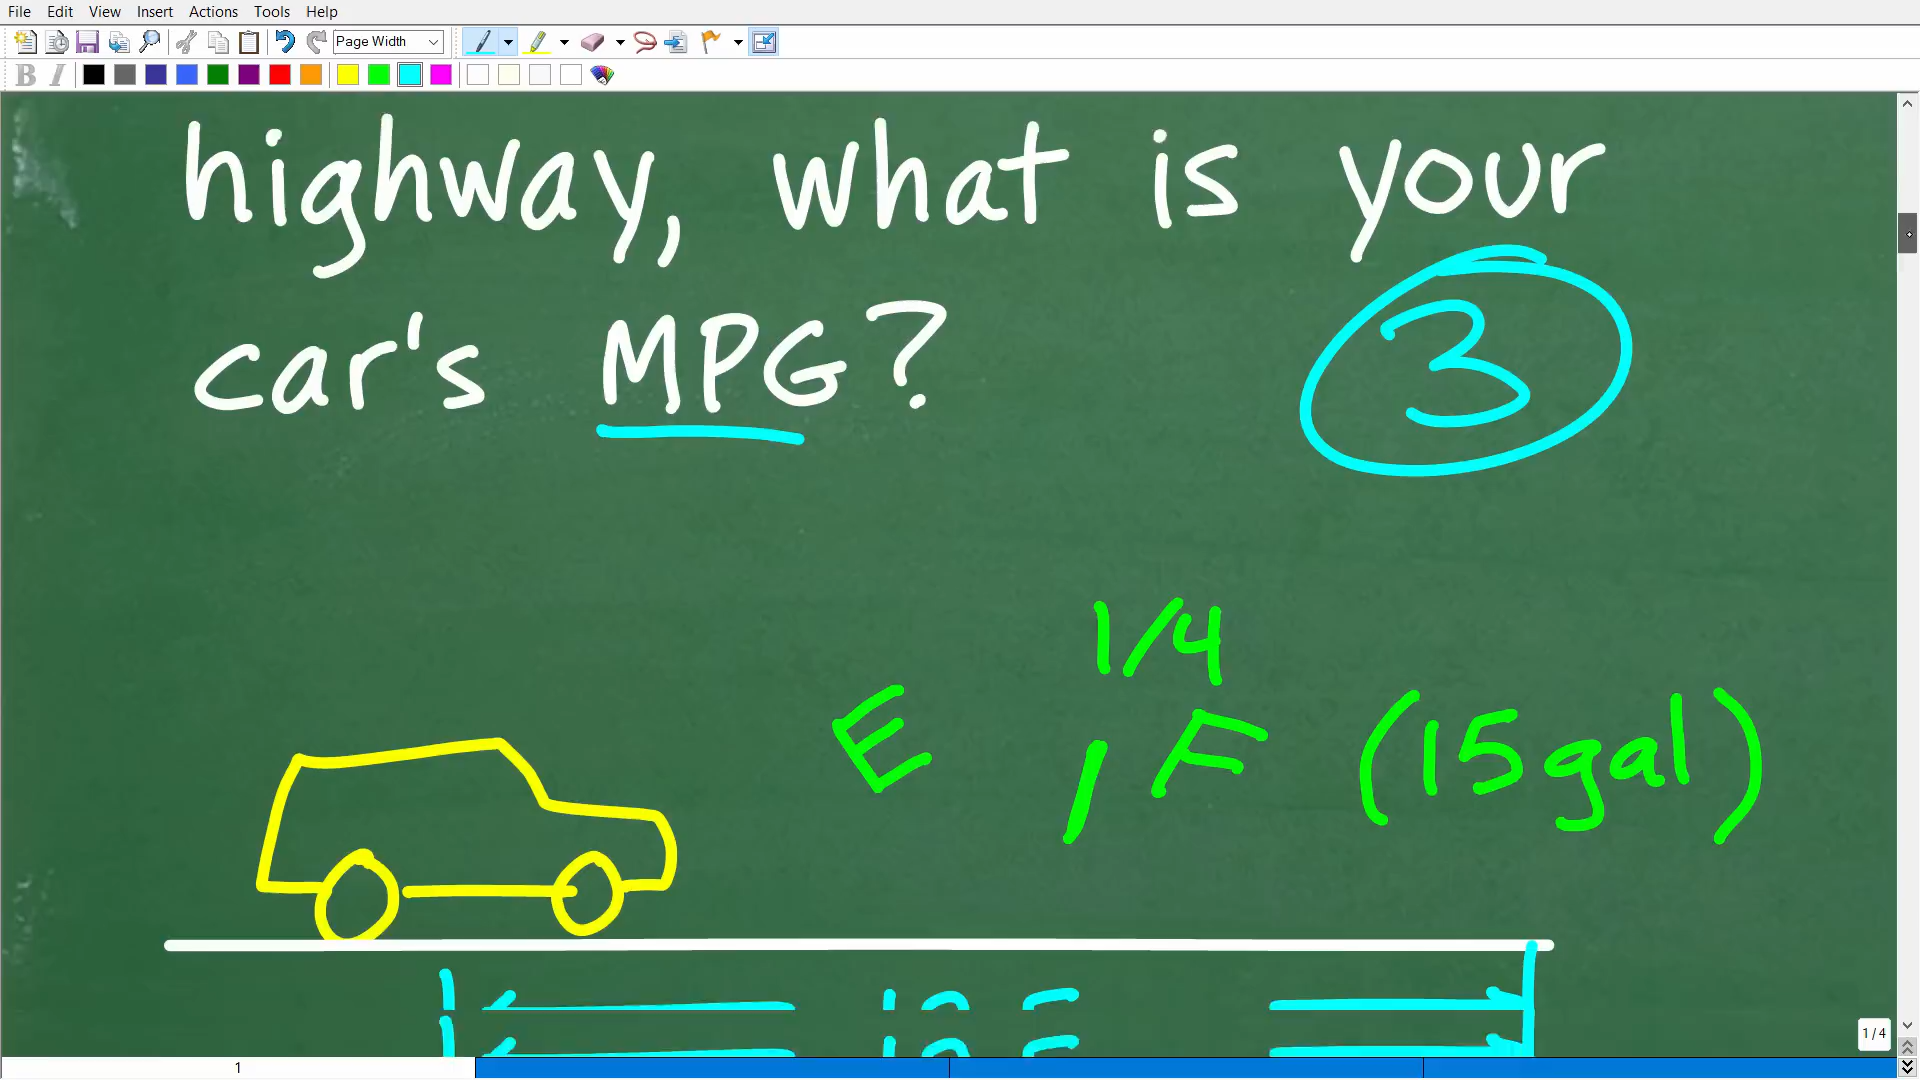 File Edit View Insert Actions Tools Help
Page Width
B I
highway, what is your
car's MPG?
3
1/4
E F (15gal)
1/4
1